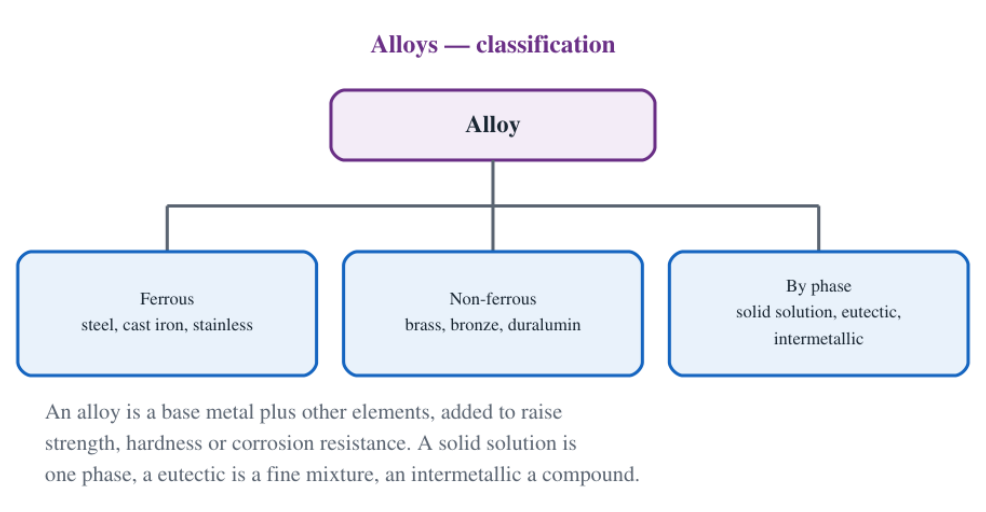 Alloys — classification
Alloy
Ferrous
steel, cast iron, stainless
Non-ferrous
brass, bronze, duralumin
By phase
solid solution, eutectic,
intermetallic
An alloy is a base metal plus other elements, added to raise
strength, hardness or corrosion resistance. A solid solution is
one phase, a eutectic is a fine mixture, an intermetallic a compound.